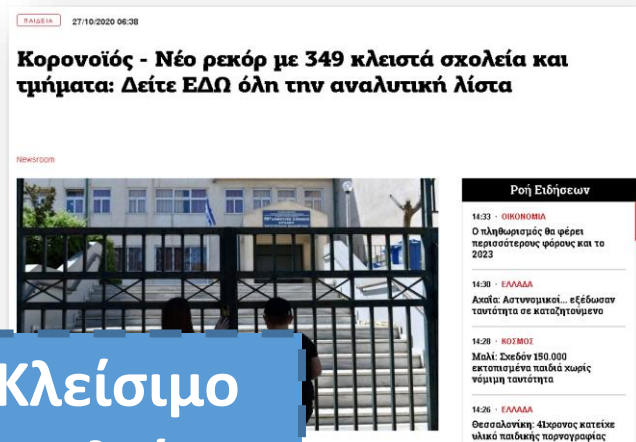 ΠΑΙΔΕΙΑ 27/10/2020 06:38
Κορονοϊός - Νέο ρεκόρ με 349 κλειστά σχολεία και
τμήματα: Δείτε ΕΔΩ όλη την αναλυτική λίστα
Newsroom
Κλείσιμο
Ροή Ειδήσεων
14:33 · ΟΙΚΟΝΟΜΙΑ
Ο πληθωρισμός θα φέρει
περισσότερους φόρους και το
2023
14:30 · ΕΛΛΑΔΑ
Αχαΐα: Αστυνομικοί... εξέδωσαν
ταυτότητα σε καταζητούμενο
14:28 · ΚΟΣΜΟΣ
Μαλί: Σχεδόν 150.000
εκτοπισμένα παιδιά χωρίς
νόμιμη ταυτότητα
14:26 · ΕΛΛΑΔΑ
Θεσσαλονίκη: 41χρονος κατείχε
υλικό παιδικής πορνογραφίας